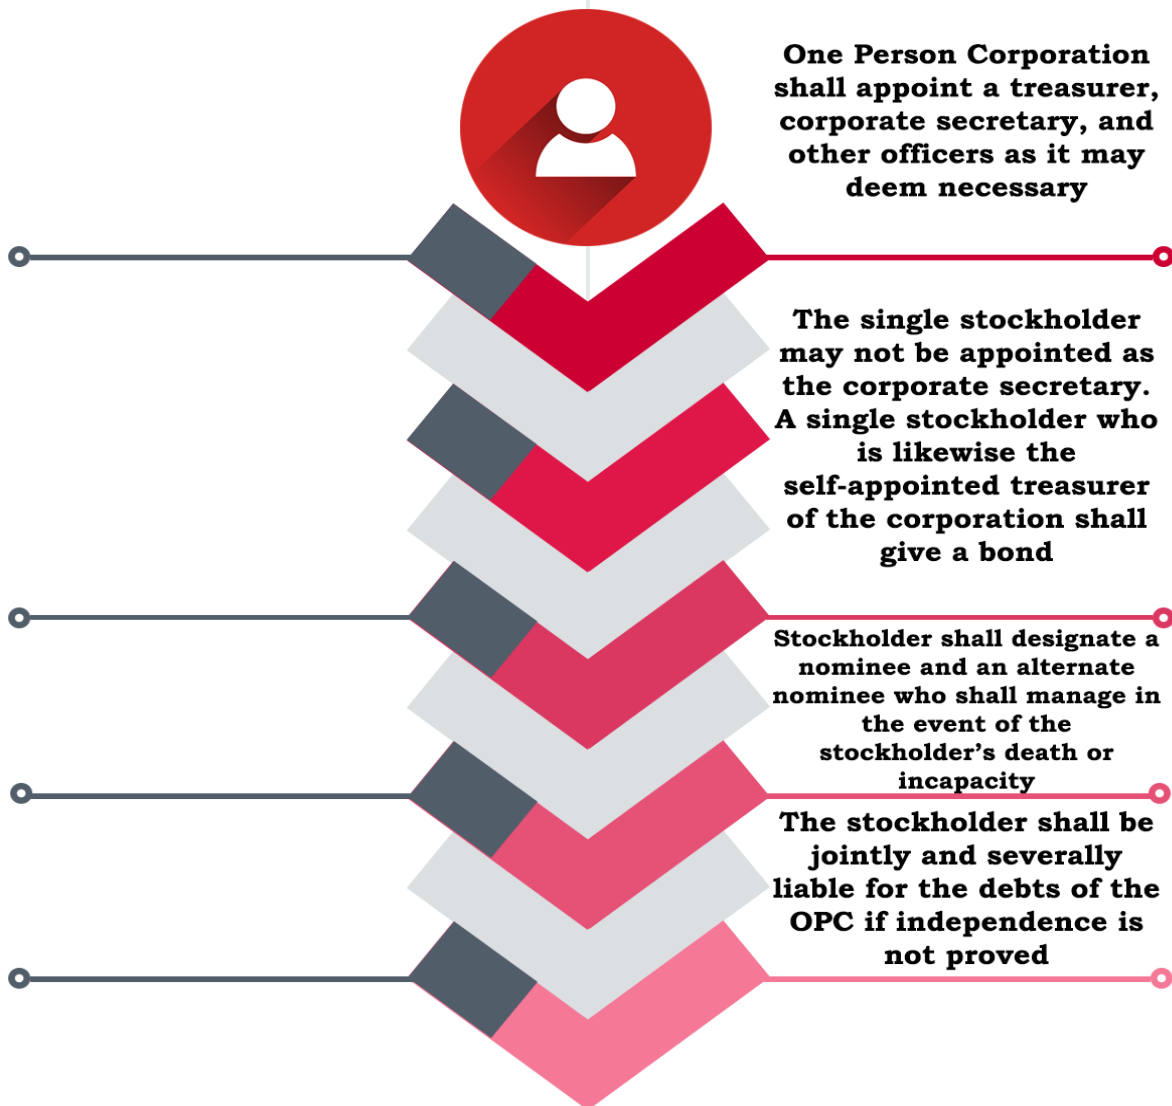 One Person Corporation
shall appoint a treasurer,
corporate secretary, and
other officers as it may
deem necessary
The single stockholder
may not be appointed as
the corporate secretary.
A single stockholder who
is likewise the
self-appointed treasurer
of the corporation shall
give a bond
Stockholder shall designate a
nominee and an alternate
nominee who shall manage in
the event of the
stockholder’s death or
incapacity
The stockholder shall be
jointly and severally
liable for the debts of the
OPC if independence is
not proved